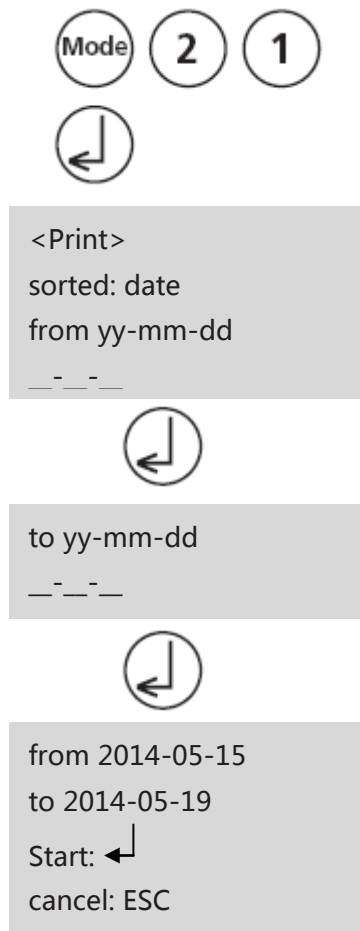 Mode 2 1
<Print>
sorted: date
from yy-mm-dd
__-__-__
to yy-mm-dd
__-__-__
from 2014-05-15
to 2014-05-19
Start:
cancel: ESC